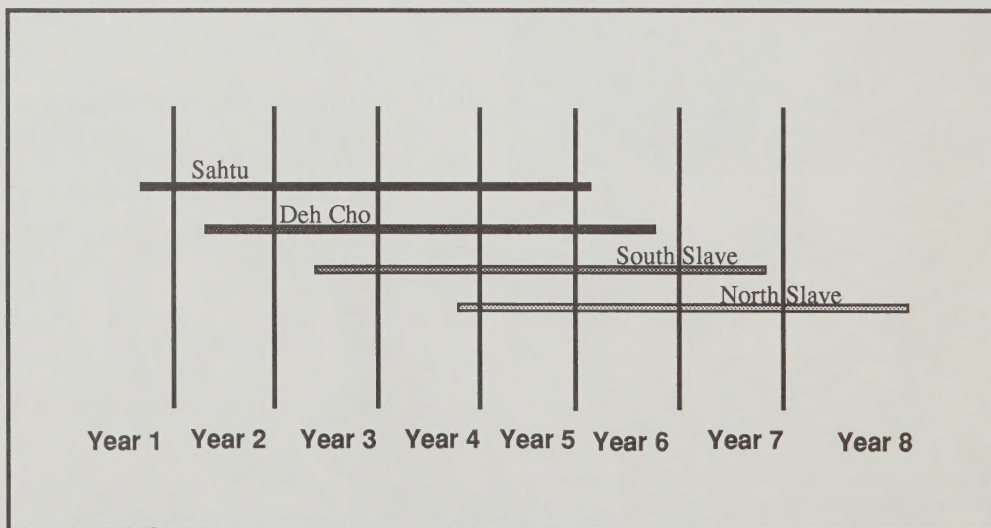 Sahtu
Deh Cho
South Slave
North Slave
Year 1 Year 2 Year 3 Year 4 Year 5 Year 6 Year 7 Year 8